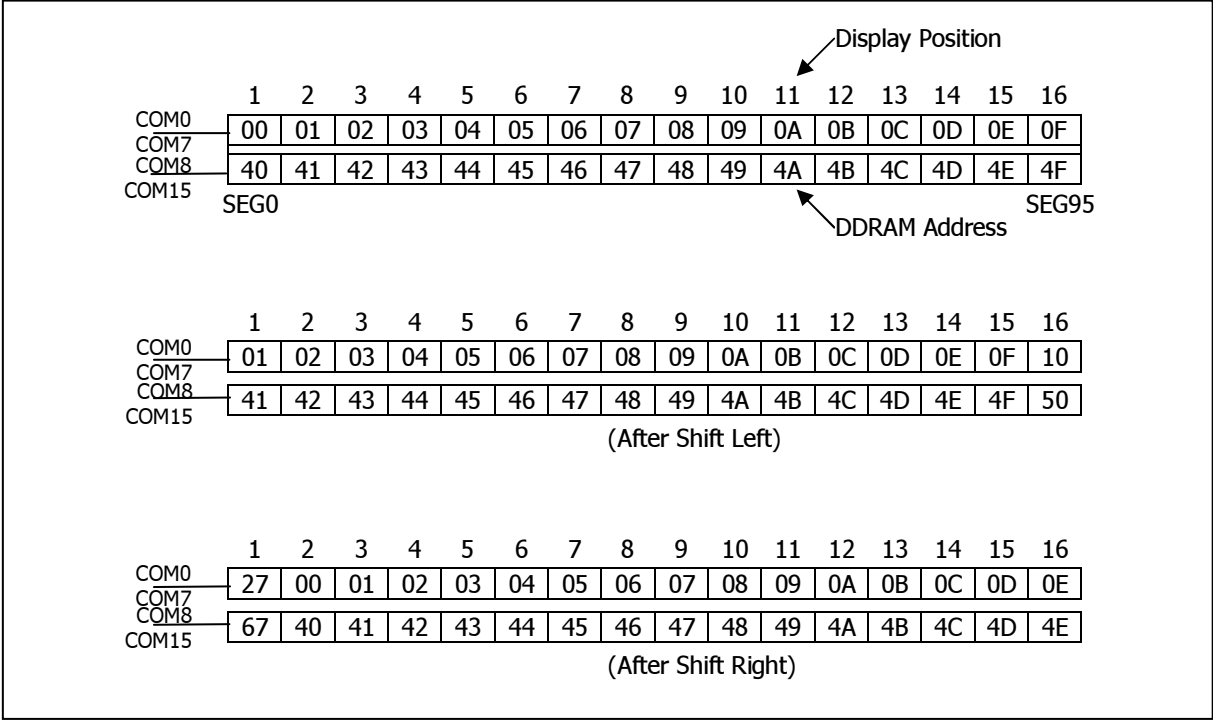 Display Position
1 2 3 4 5 6 7 8 9 10 11 12 13 14 15 16
COM0
00 01 02 03 04 05 06 07 08 09 0A 0B 0C 0D 0E 0F
COM7
COM8
40 41 42 43 44 45 46 47 48 49 4A 4B 4C 4D 4E 4F
COM15
SEG0 SEG95
DDRAM Address
1 2 3 4 5 6 7 8 9 10 11 12 13 14 15 16
COM0
01 02 03 04 05 06 07 08 09 0A 0B 0C 0D 0E 0F 10
COM7
COM8
41 42 43 44 45 46 47 48 49 4A 4B 4C 4D 4E 4F 50
COM15
(After Shift Left)
1 2 3 4 5 6 7 8 9 10 11 12 13 14 15 16
COM0
27 00 01 02 03 04 05 06 07 08 09 0A 0B 0C 0D 0E
COM7
COM8
67 40 41 42 43 44 45 46 47 48 49 4A 4B 4C 4D 4E
COM15
(After Shift Right)